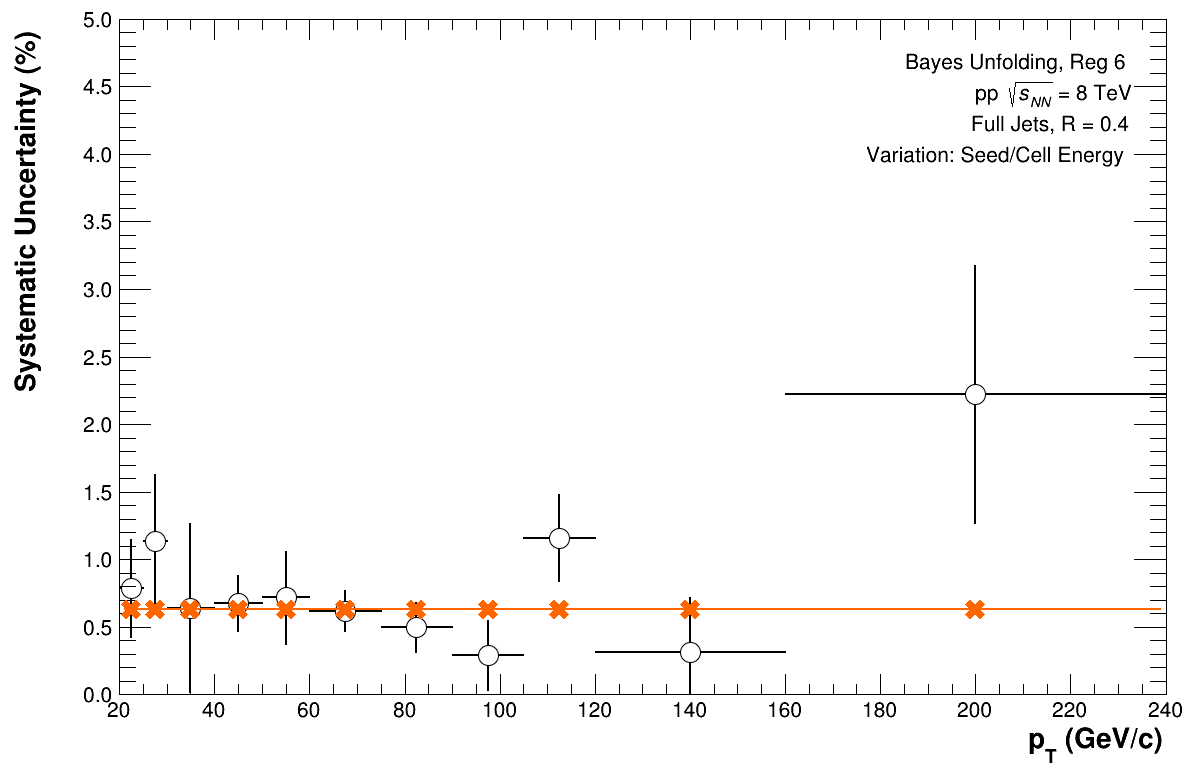 Systematic Uncertainty (%)
5.0
4.5
4.0
3.5
3.0
2.5
2.0
1.5
1.0
0.5
0.0
Bayes Unfolding, Reg 6
pp √s_NN = 8 TeV
Full Jets, R = 0.4
Variation: Seed/Cell Energy
20 40 60 80 100 120 140 160 180 200 220 240
p_T (GeV/c)